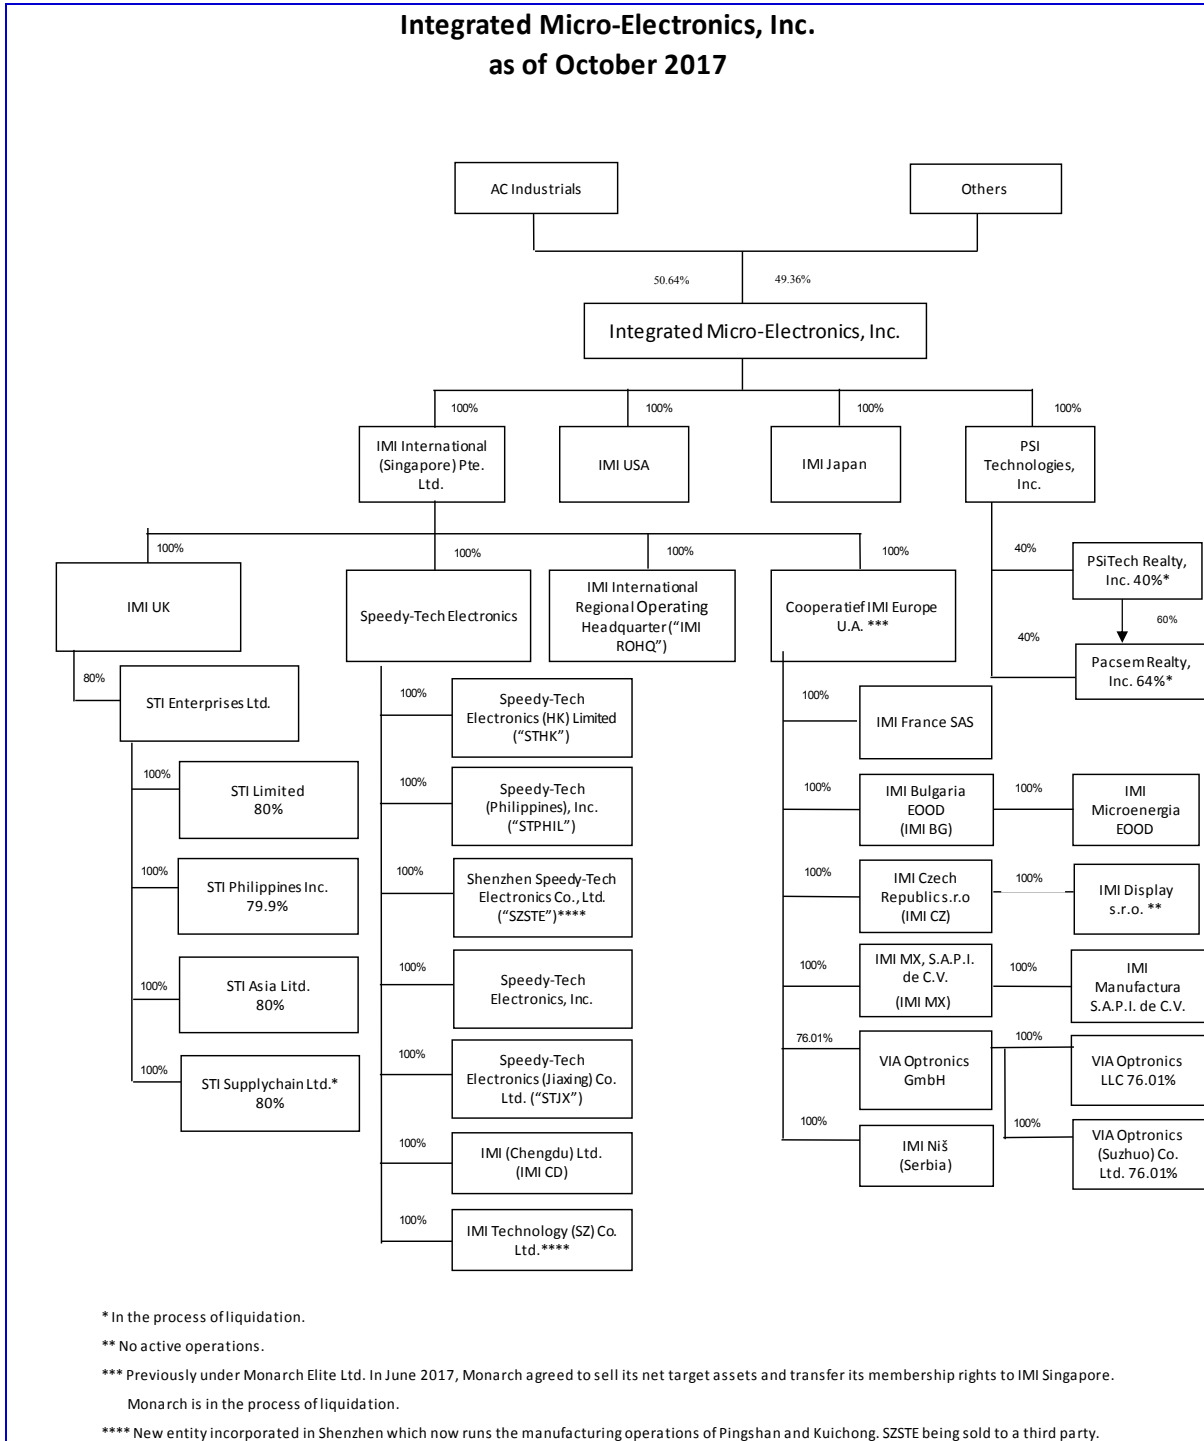 Integrated Micro-Electronics, Inc.
as of October 2017
AC Industrials
Others
50.64%
49.36%
Integrated Micro-Electronics, Inc.
100%
100%
100%
100%
IMI International
(Singapore) Pte.
Ltd.
IMI USA
IMI Japan
PSI
Technologies,
Inc.
100%
100%
100%
100%
IMI UK
Speedy-Tech Electronics
IMI International
Regional Operating
Headquarter (“IMI
ROHQ”)
Cooperatief IMI Europe
U.A. ***
40%
PSiTech Realty,
Inc. 40%*
60%
40%
Pacsem Realty,
Inc. 64%*
80%
STI Enterprises Ltd.
100%
STI Limited
80%
100%
STI Philippines Inc.
79.9%
100%
STI Asia Litd.
80%
100%
STI Supplychain Ltd.*
80%
100%
Speedy-Tech
Electronics (HK) Limited
(“STHK”)
100%
Speedy-Tech
(Philippines), Inc.
(“STPHIL”)
100%
Shenzhen Speedy-Tech
Electronics Co., Ltd.
(“SZSTE”)****
100%
Speedy-Tech
Electronics, Inc.
100%
Speedy-Tech
Electronics (Jiaxing) Co.
Ltd. (“STJX”)
100%
IMI (Chengdu) Ltd.
(IMI CD)
100%
IMI Technology (SZ) Co.
Ltd.****
100%
IMI France SAS
100%
IMI Bulgaria
EOOD
(IMI BG)
100%
IMI
Microenergia
EOOD
100%
IMI Czech
Republic s.r.o
(IMI CZ)
100%
IMI Display
s.r.o. **
100%
IMI MX, S.A.P.I.
de C.V.
(IMI MX)
100%
IMI
Manufactura
S.A.P.I. de C.V.
76.01%
VIA Optronics
GmbH
100%
VIA Optronics
LLC 76.01%
100%
VIA Optronics
(Suzhuo) Co.
Ltd. 76.01%
100%
IMI Niš
(Serbia)
* In the process of liquidation.
** No active operations.
*** Previously under Monarch Elite Ltd. In June 2017, Monarch agreed to sell its net target assets and transfer its membership rights to IMI Singapore.
Monarch is in the process of liquidation.
**** New entity incorporated in Shenzhen which now runs the manufacturing operations of Pingshan and Kuichong. SZSTE being sold to a third party.